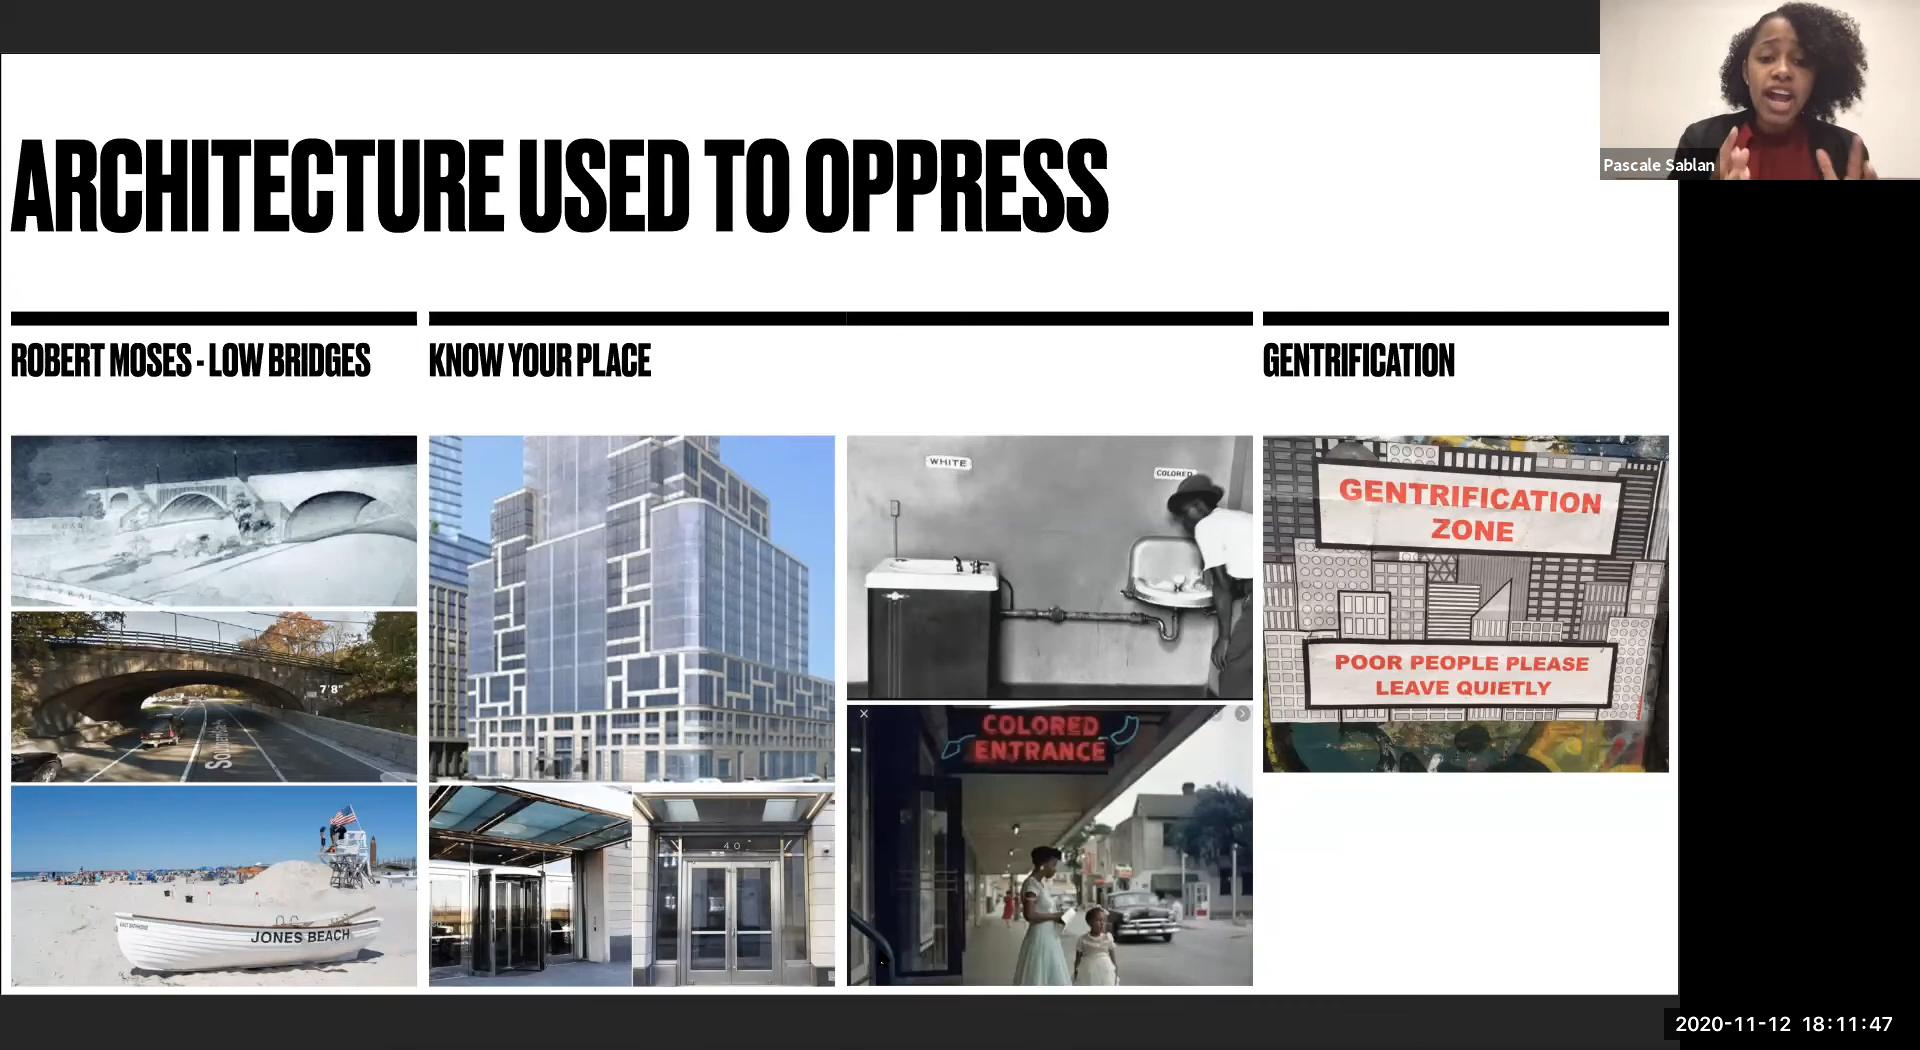 Pascale Sablan
ARCHITECTURE USED TO OPPRESS
ROBERT MOSES - LOW BRIDGES
KNOW YOUR PLACE
GENTRIFICATION
7'8"
JONES BEACH
40
WHITE
COLORED
COLORED
ENTRANCE
GENTRIFICATION
ZONE
POOR PEOPLE PLEASE
LEAVE QUIETLY
2020-11-12 18:11:47